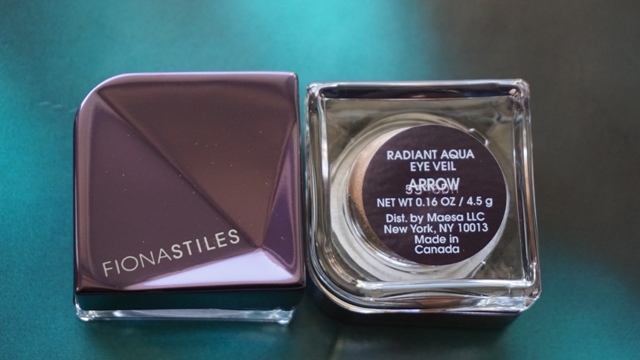 FIONASTILES
RADIANT AQUA
EYE VEIL
ARROW
NET WT 0.16 OZ / 4.5 g
Dist. by Maesa LLC
New York, NY 10013
Made in
Canada